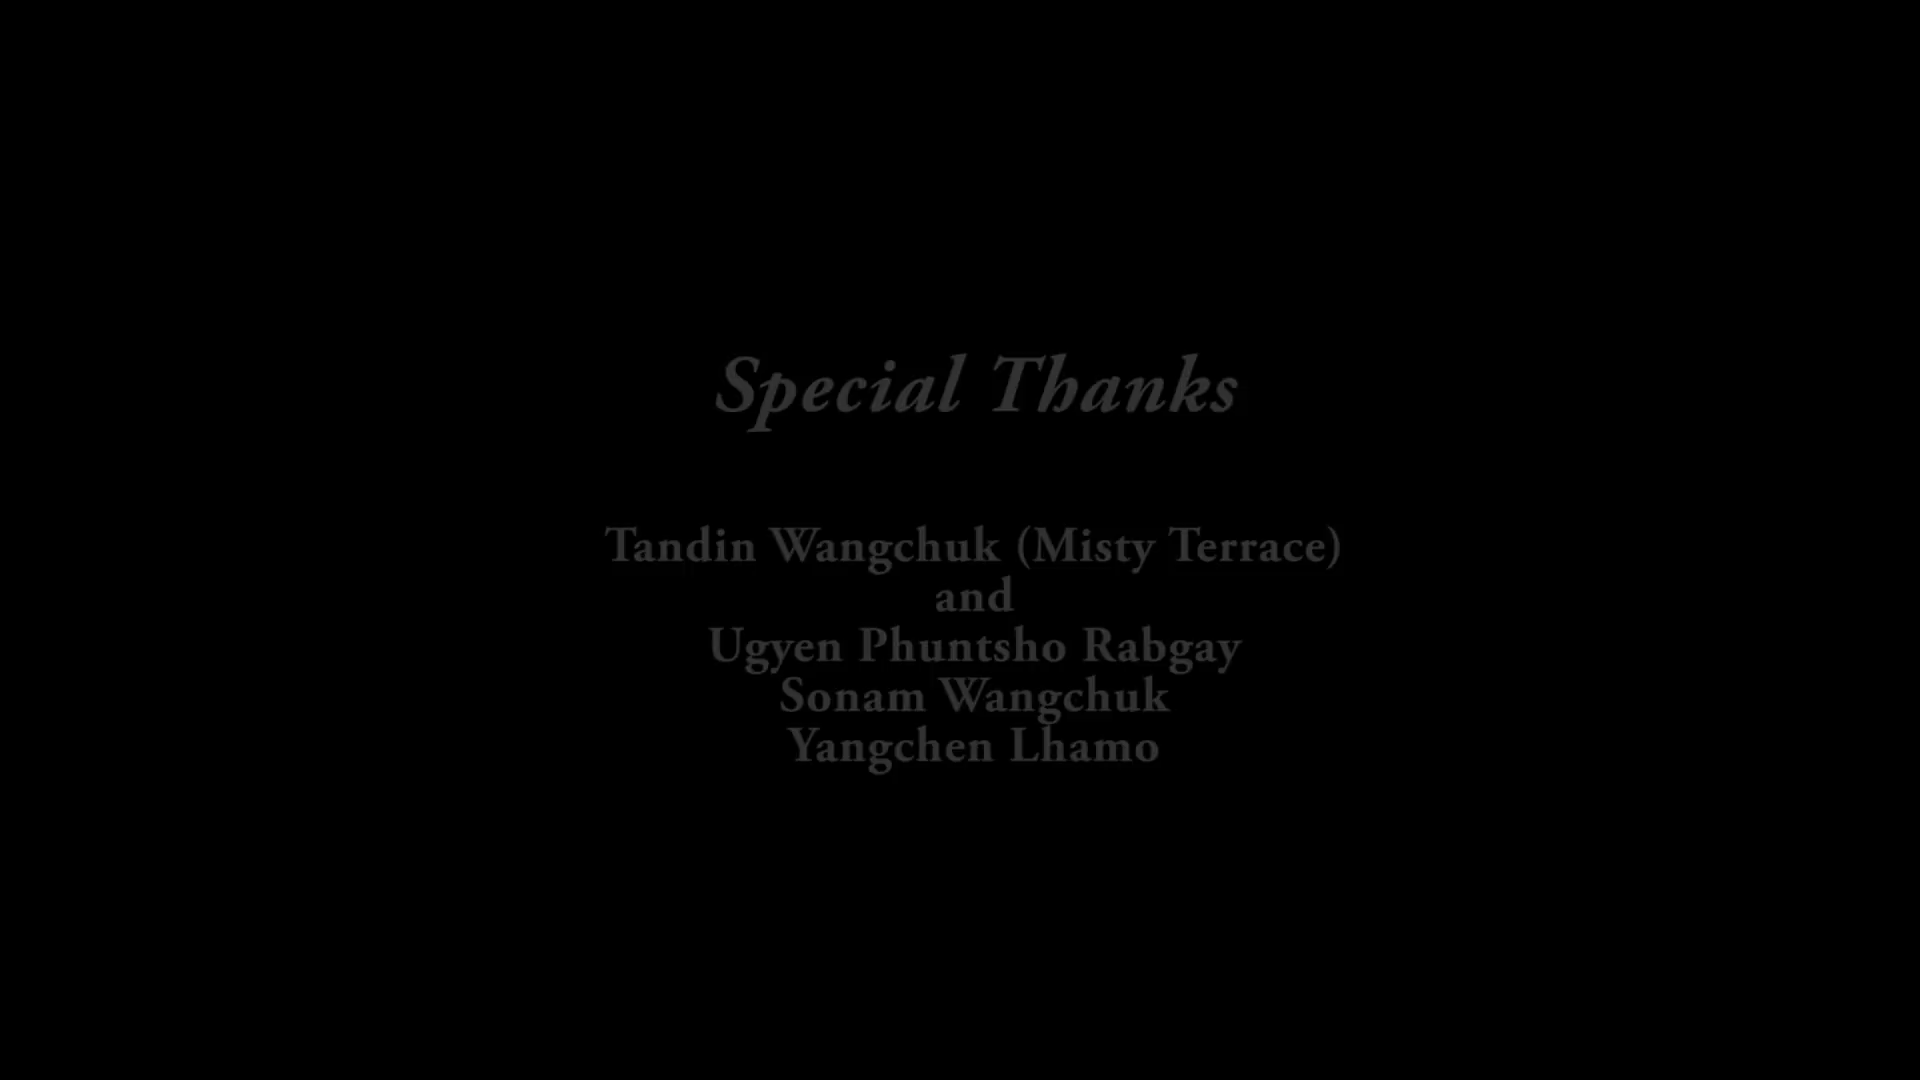 Special Thanks
Tandin Wangchuk (Misty Terrace)
and
Ugyen Phuntsho Rabgay
Sonam Wangchuk
Yangchen Lhamo